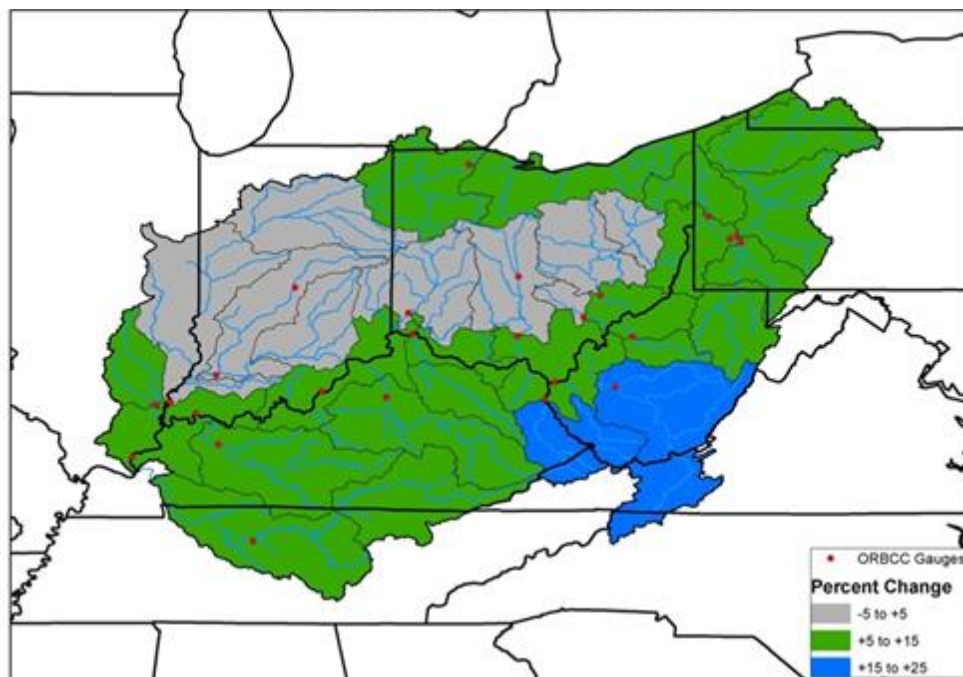 ORBCC Gauges
Percent Change
-5 to +5
+5 to +15
+15 to +25